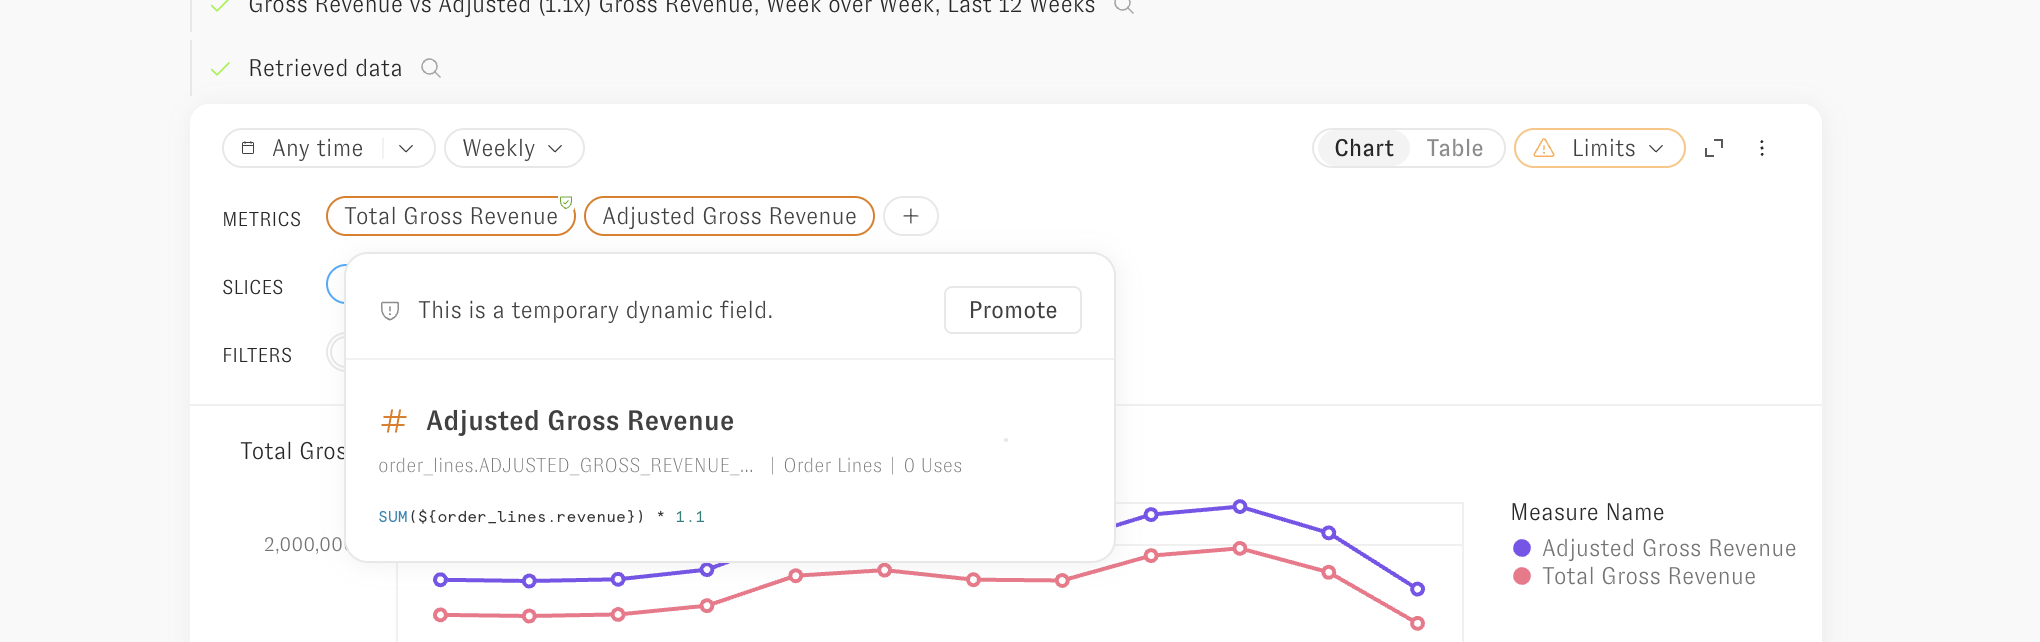 Gross Revenue vs Adjusted (1.1x) Gross Revenue, Week over Week, Last 12 Weeks
Retrieved data
Any time
Weekly
Chart
Table
Limits
METRICS
Total Gross Revenue
Adjusted Gross Revenue
SLICES
This is a temporary dynamic field.
Promote
FILTERS
Adjusted Gross Revenue
order_lines.ADJUSTED_GROSS_REVENUE_... | Order Lines | 0 Uses
SUM(${order_lines.revenue}) * 1.1
Total Gros
2,000,00
Measure Name
Adjusted Gross Revenue
Total Gross Revenue